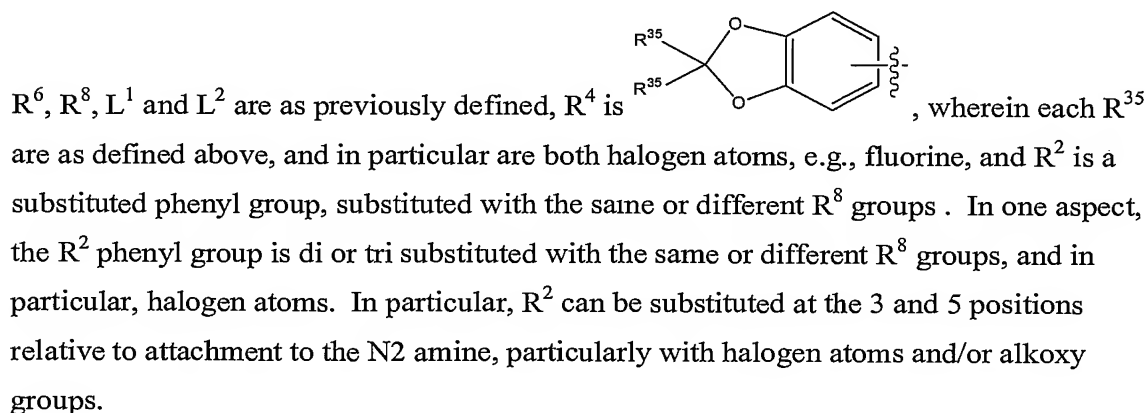 R³⁵
R³⁵
O
O
R⁶, R⁸, L¹ and L² are as previously defined, R⁴ is , wherein each R³⁵
are as defined above, and in particular are both halogen atoms, e.g., fluorine, and R² is a
substituted phenyl group, substituted with the same or different R⁸ groups . In one aspect,
the R² phenyl group is di or tri substituted with the same or different R⁸ groups, and in
particular, halogen atoms. In particular, R² can be substituted at the 3 and 5 positions
relative to attachment to the N2 amine, particularly with halogen atoms and/or alkoxy
groups.